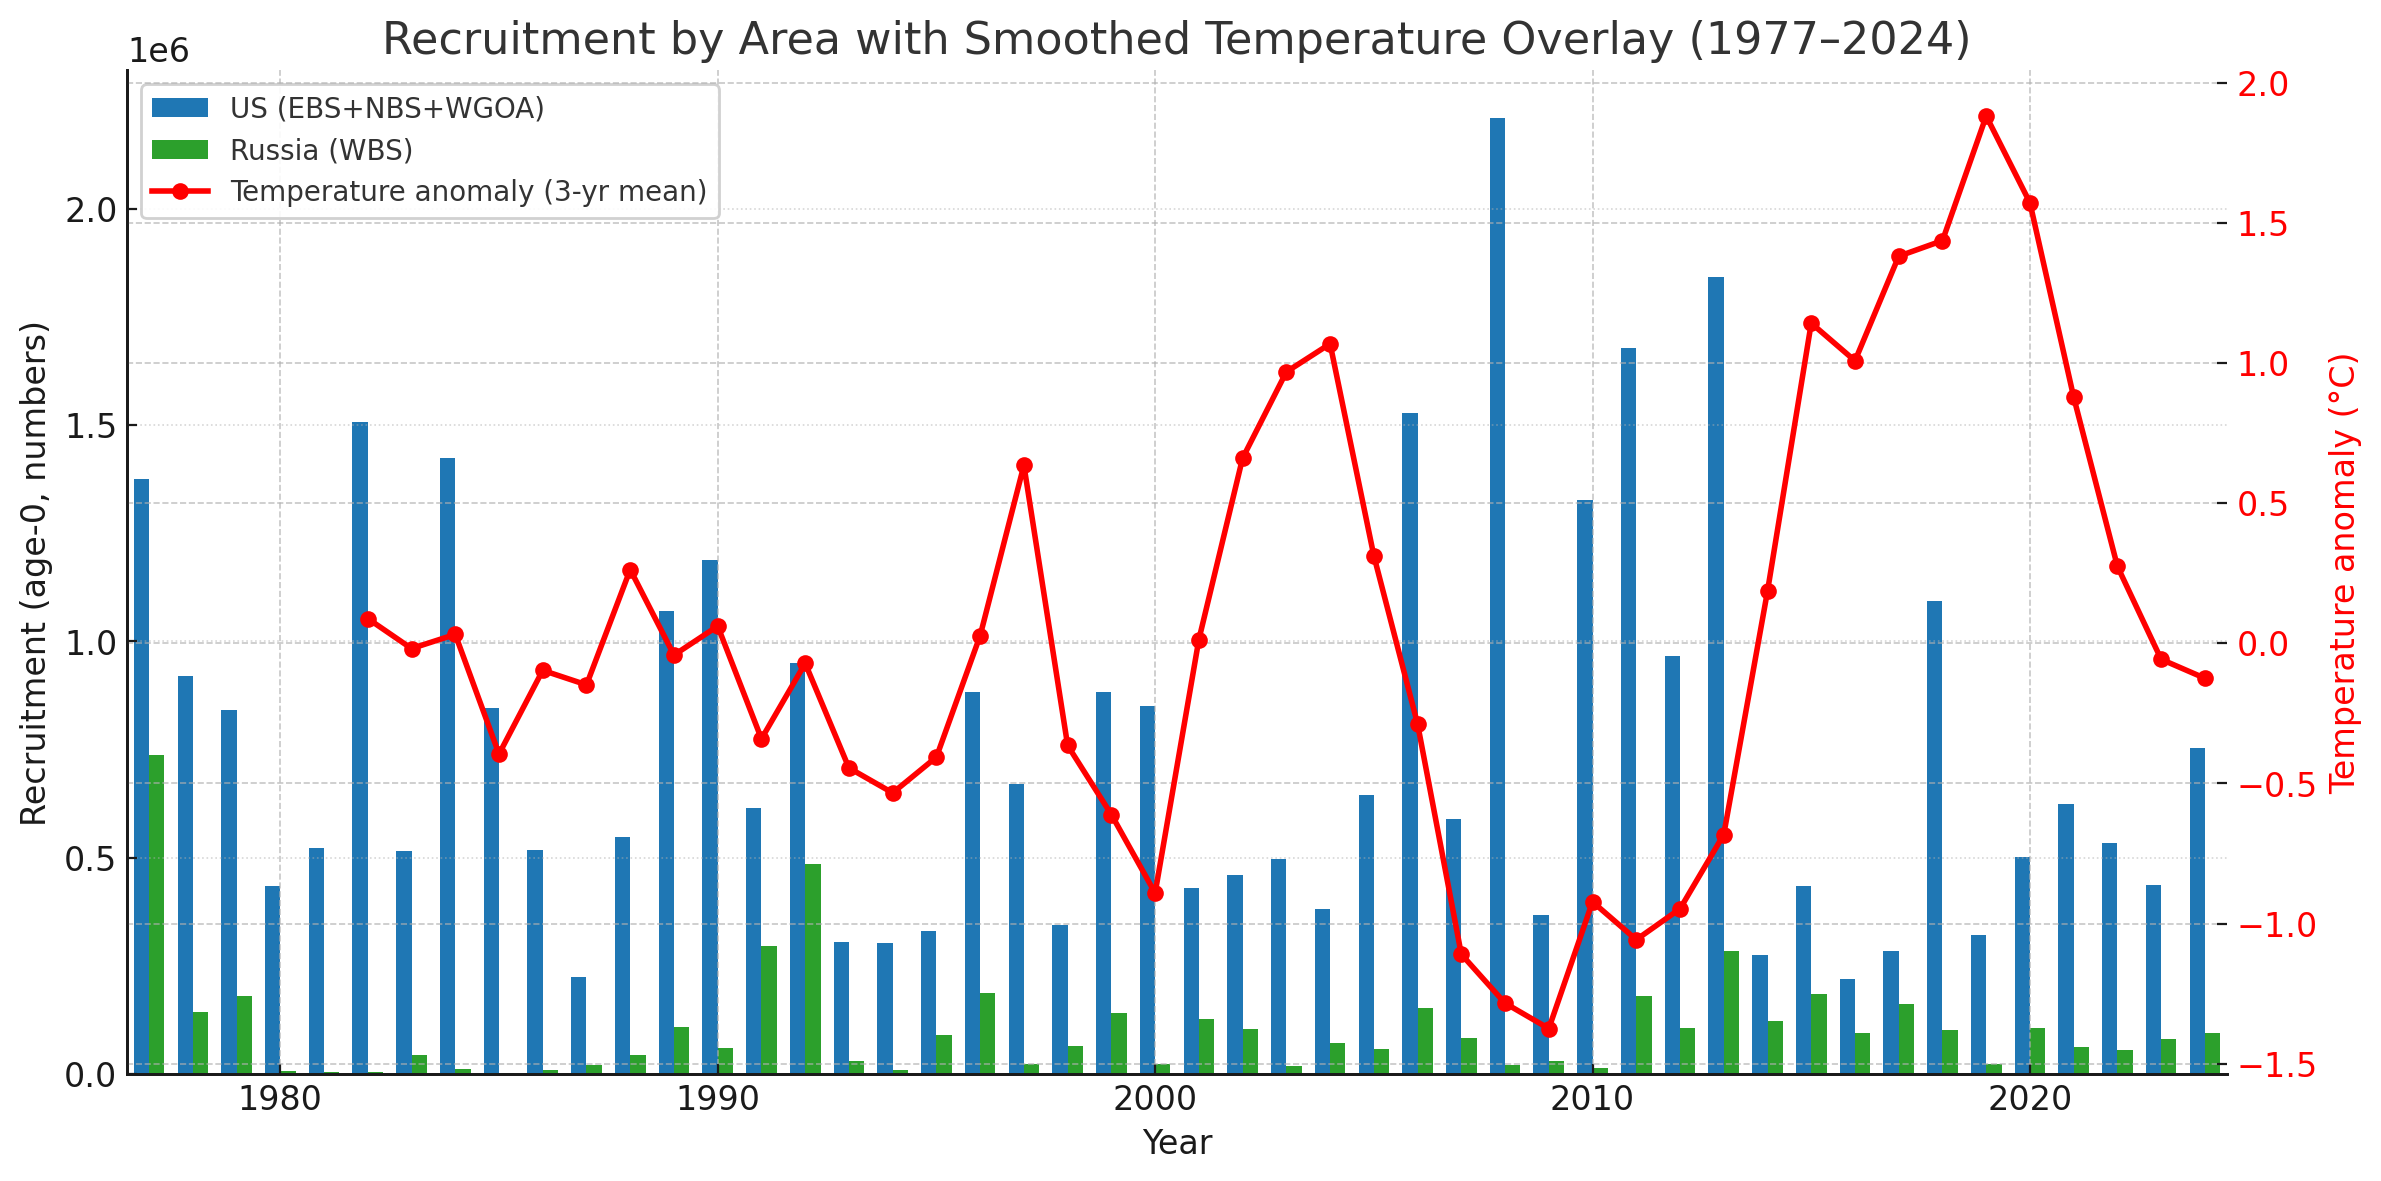 Recruitment by Area with Smoothed Temperature Overlay (1977–2024)
1e6
US (EBS+NBS+WGOA)
Russia (WBS)
Temperature anomaly (3-yr mean)
Recruitment (age-0, numbers)
2.0
1.5
1.0
0.5
0.0
2.0
1.5
1.0
0.5
0.0
−0.5
−1.0
−1.5
Temperature anomaly (°C)
1980
1990
2000
2010
2020
Year